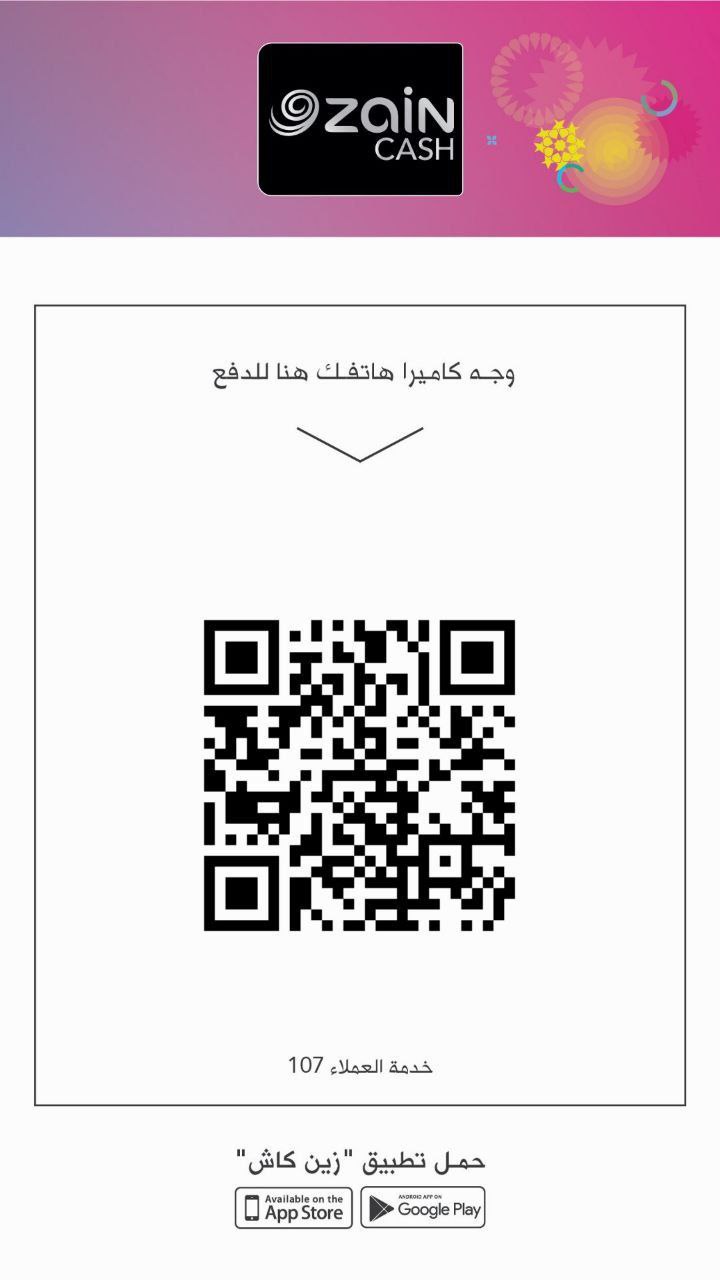 zain
CASH
وجه كاميرا هاتفك هنا للدفع
خدمة العملاء 107
حمل تطبيق "زين كاش"
Available on the
App Store
ANDROID APP ON
Google Play